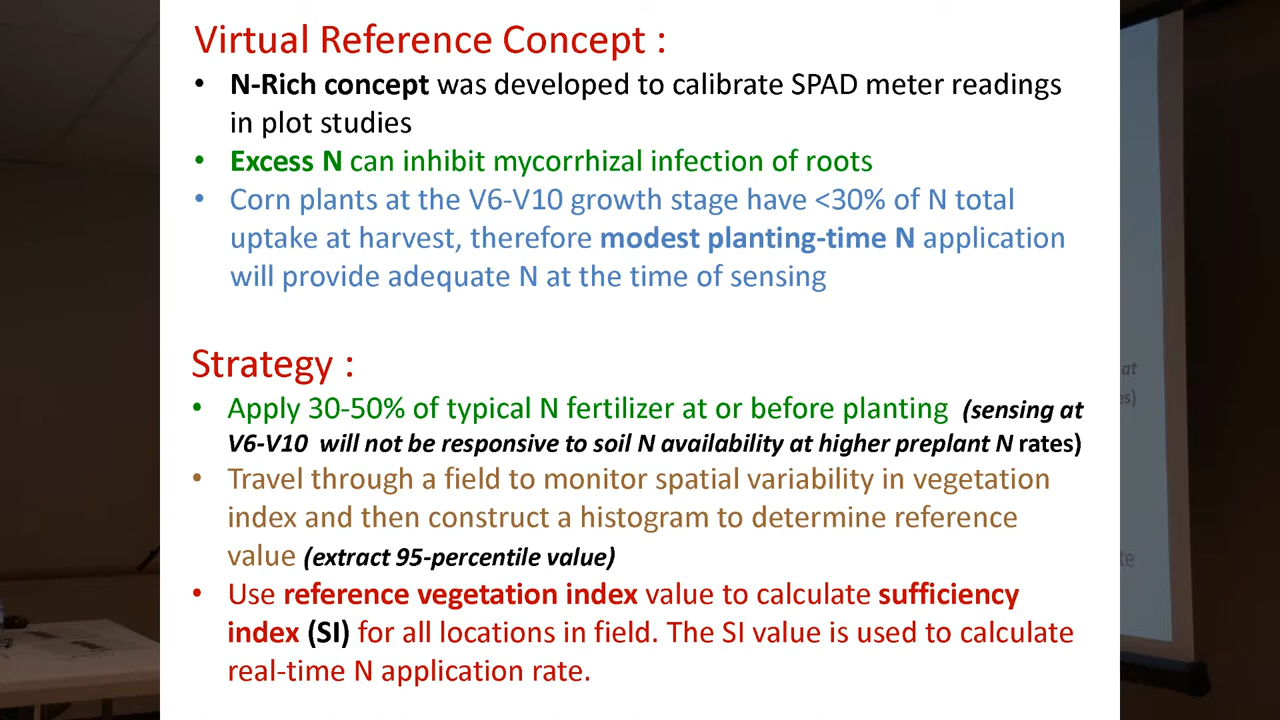 Virtual Reference Concept :
• N-Rich concept was developed to calibrate SPAD meter readings
in plot studies
• Excess N can inhibit mycorrhizal infection of roots
• Corn plants at the V6-V10 growth stage have <30% of N total
uptake at harvest, therefore modest planting-time N application
will provide adequate N at the time of sensing
Strategy :
• Apply 30-50% of typical N fertilizer at or before planting (sensing at
V6-V10 will not be responsive to soil N availability at higher preplant N rates)
• Travel through a field to monitor spatial variability in vegetation
index and then construct a histogram to determine reference
value (extract 95-percentile value)
• Use reference vegetation index value to calculate sufficiency
index (SI) for all locations in field. The SI value is used to calculate
real-time N application rate.
at
es)
te